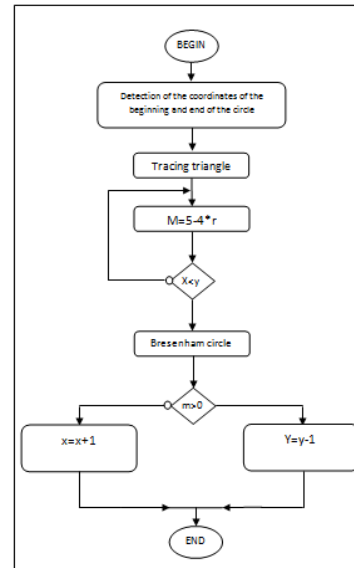 BEGIN
Detection of the coordinates of the
beginning and end of the circle
Tracing triangle
M=5-4*r
X<y
Bresenham circle
m>0
x=x+1
Y=y-1
END